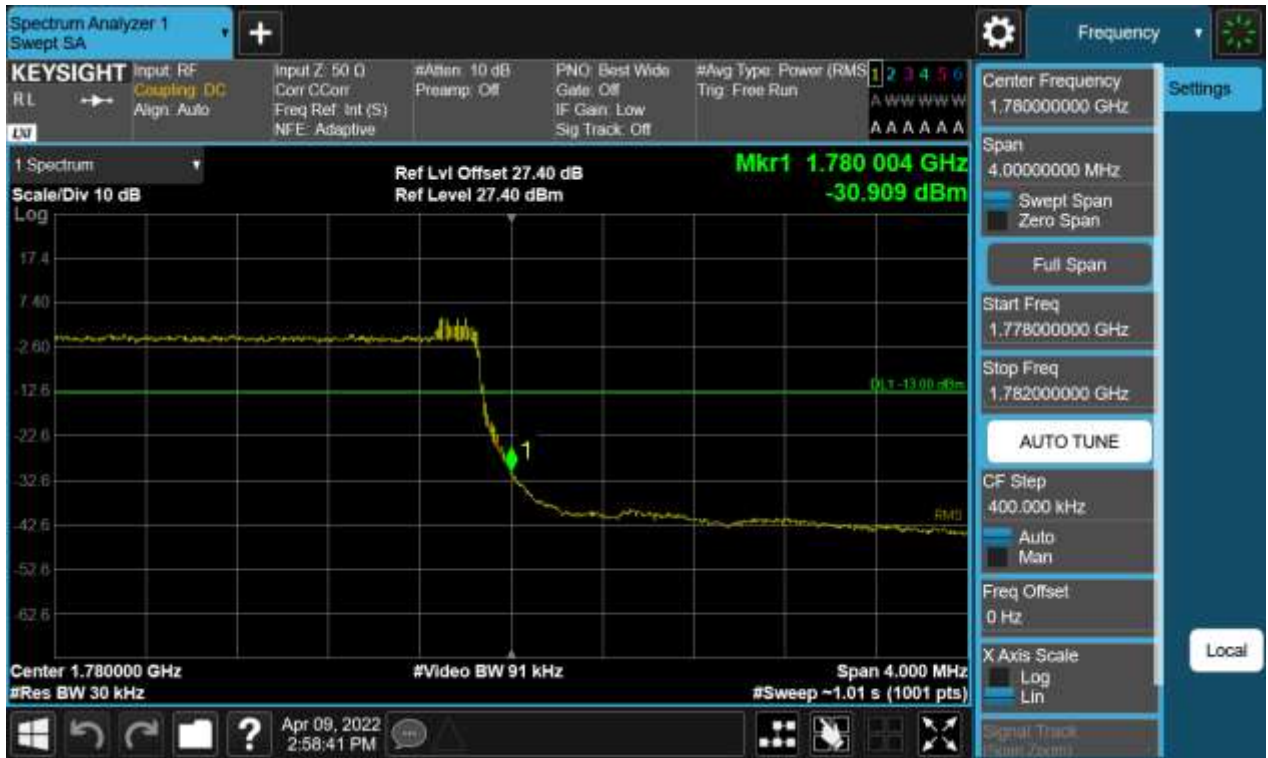 Spectrum Analyzer 1
Swept SA
+
Frequency
KEYSIGHT
RL
LXI
Input: RF
Coupling: DC
Align: Auto
Input Z: 50 Ω
Corr CCorr
Freq Ref: Int (S)
NFE: Adaptive
#Atten: 10 dB
Preamp: Off
PNO: Best Wide
Gate: Off
IF Gain: Low
Sig Track: Off
#Avg Type: Power (RMS
Trig: Free Run
1 2 3 4 5 6
A W W W W W
A A A A A A
1 Spectrum
Scale/Div 10 dB
Log
Ref Lvl Offset 27.40 dB
Ref Level 27.40 dBm
Mkr1 1.780 004 GHz
-30.909 dBm
17.4
7.40
-2.60
-12.6
-22.6
-32.6
-42.6
-52.6
-62.6
DL1 -13.00 dBm
1
RMS
Center 1.780000 GHz
#Res BW 30 kHz
#Video BW 91 kHz
Span 4.000 MHz
#Sweep ~1.01 s (1001 pts)
Center Frequency
1.780000000 GHz
Settings
Span
4.00000000 MHz
Swept Span
Zero Span
Full Span
Start Freq
1.778000000 GHz
Stop Freq
1.782000000 GHz
AUTO TUNE
CF Step
400.000 kHz
Auto
Man
Freq Offset
0 Hz
X Axis Scale
Log
Lin
Local
Signal Track
(Span Zoom)
?
Apr 09, 2022
2:58:41 PM